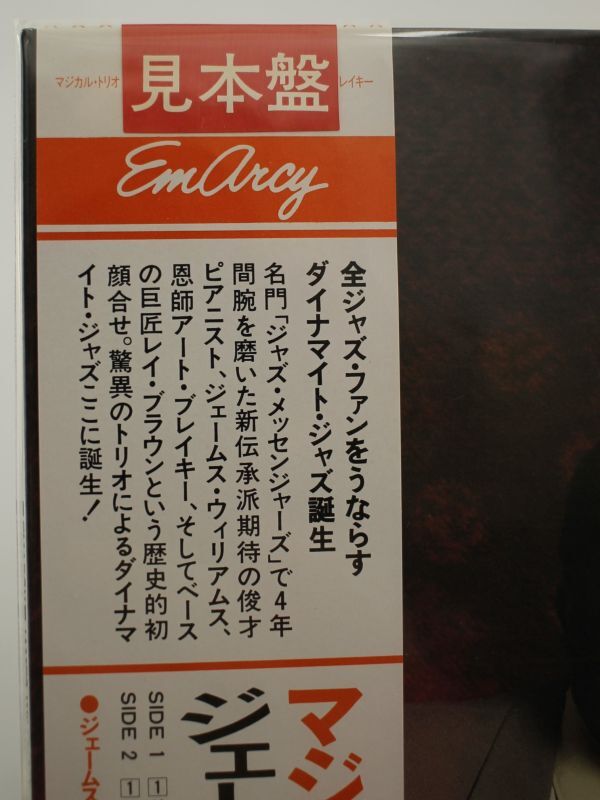 マジカル・トリオ
見本盤
レイキー
EmArcy
全ジャズ・ファンをうならす
ダイナマイト・ジャズ誕生
名門「ジャズ・メッセンジャーズ」で4年
間腕を磨いた新伝承派期待の俊才
ピアニスト、ジェームス・ウィリアムス、
恩師アート・ブレイキー、そしてベース
の巨匠レイ・ブラウンという歴史的初
顔合せ。驚異のトリオによるダイナマ
イト・ジャズここに誕生！
マジ
ジェー
SIDE 1 1
SIDE 2 1
●ジェームス